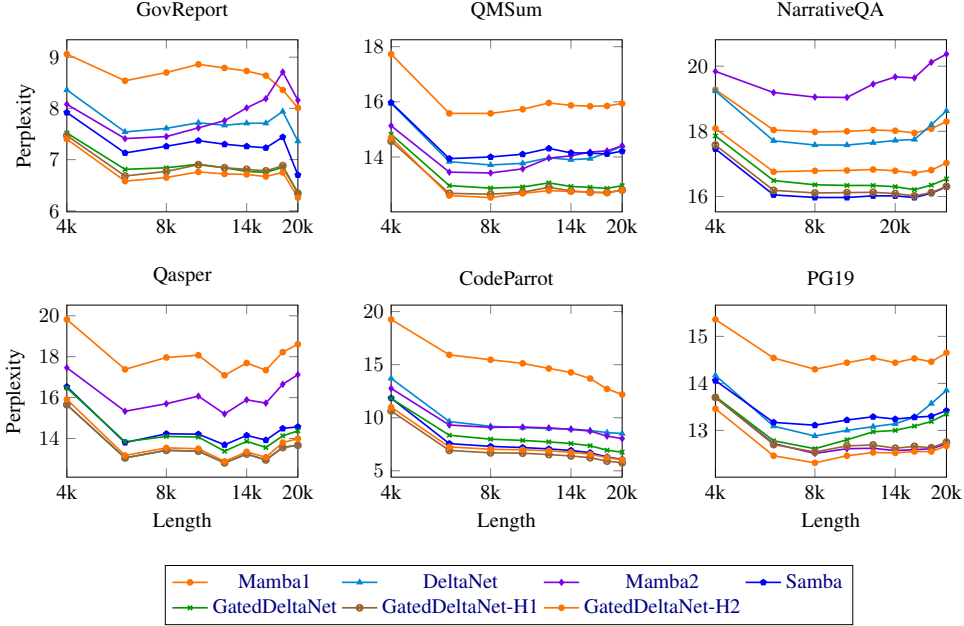 GovReport
QMSum
NarrativeQA
Perplexity
9
8
7
6
4k 8k 14k 20k
18
16
14
4k 8k 14k 20k
20
18
16
4k 8k 14k 20k
Qasper
CodeParrot
PG19
Perplexity
20
18
16
14
4k 8k 14k 20k
Length
20
15
10
5
4k 8k 14k 20k
Length
15
14
13
4k 8k 14k 20k
Length
Mamba1 DeltaNet Mamba2 Samba
GatedDeltaNet GatedDeltaNet-H1 GatedDeltaNet-H2